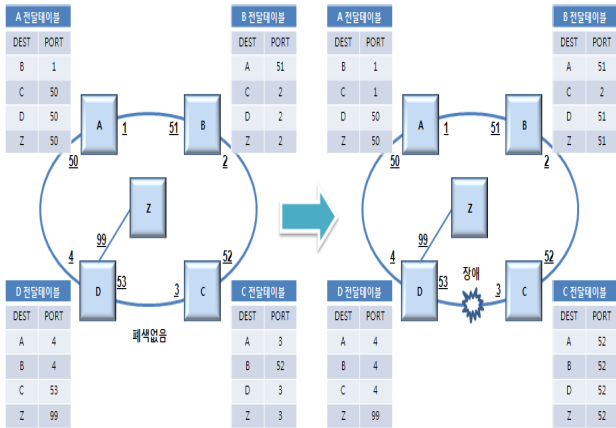 A 전달테이블
DEST PORT
B 1
C 50
D 50
Z 50
B 전달테이블
DEST PORT
A 51
C 2
D 2
Z 2
A
1
51
B
50
2
Z
99
4
52
D
53
3
C
폐색없음
D 전달테이블
DEST PORT
A 4
B 4
C 53
Z 99
C 전달테이블
DEST PORT
A 3
B 52
D 3
Z 3
A 전달테이블
DEST PORT
B 1
C 1
D 50
Z 50
B 전달테이블
DEST PORT
A 51
C 2
D 51
Z 51
A
1
51
B
50
2
Z
99
4
52
장애
D
53
3
C
D 전달테이블
DEST PORT
A 4
B 4
C 4
Z 99
C 전달테이블
DEST PORT
A 52
B 52
D 52
Z 52